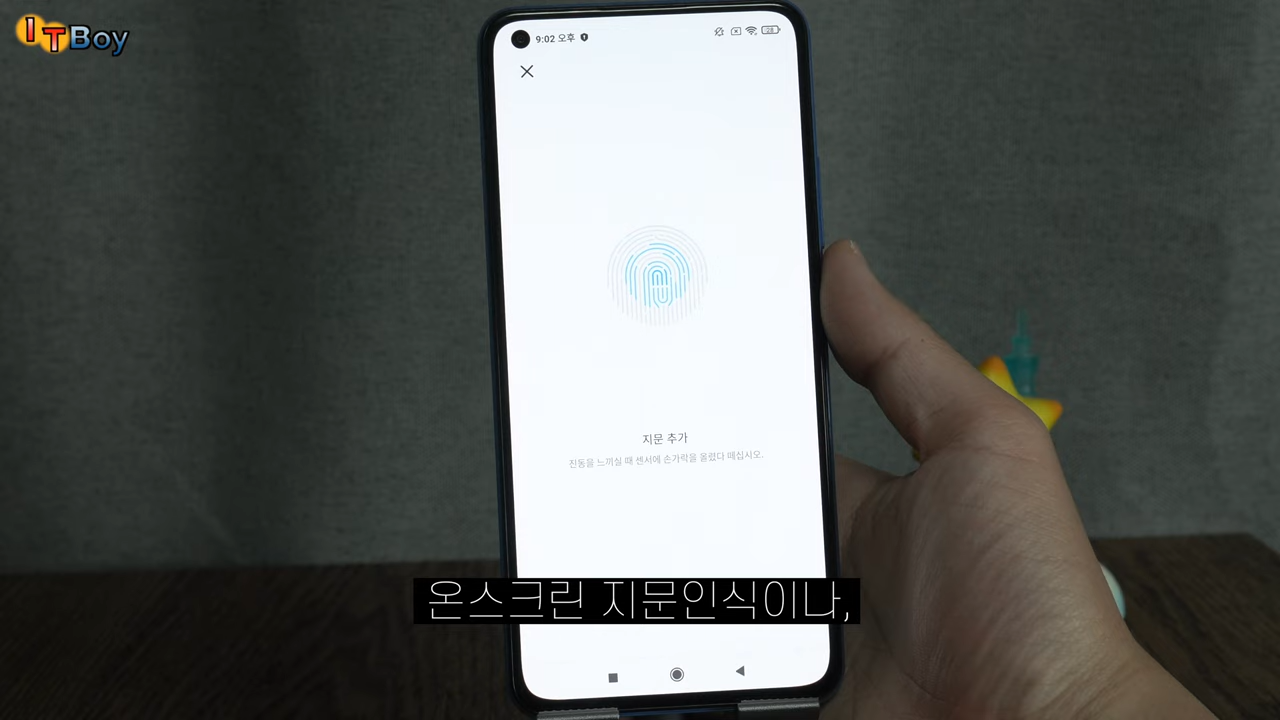 ITBoy
9:02 오후
28
지문 추가
진동을 느끼실 때 센서에 손가락을 올렸다 떼십시오.
온스크린 지문인식이나,